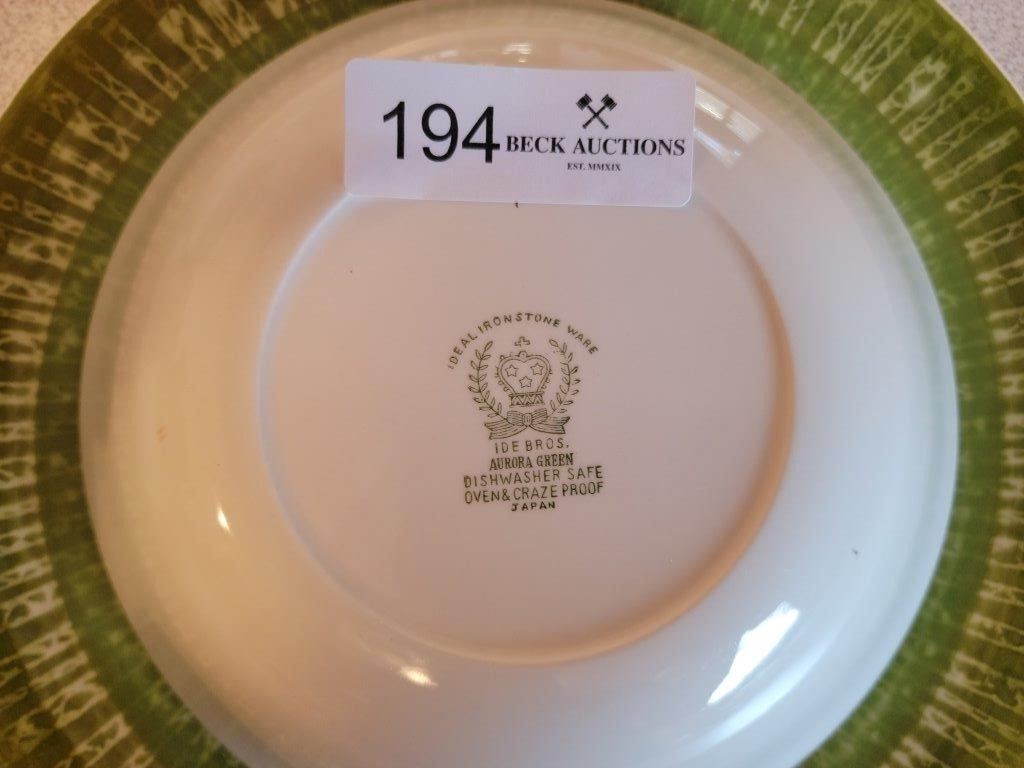 194 BECK AUCTIONS
EST. MMXIX
IDEAL IRONSTONE WARE
IDE BROS.
AURORA GREEN
DISHWASHER SAFE
OVEN & CRAZE PROOF
JAPAN